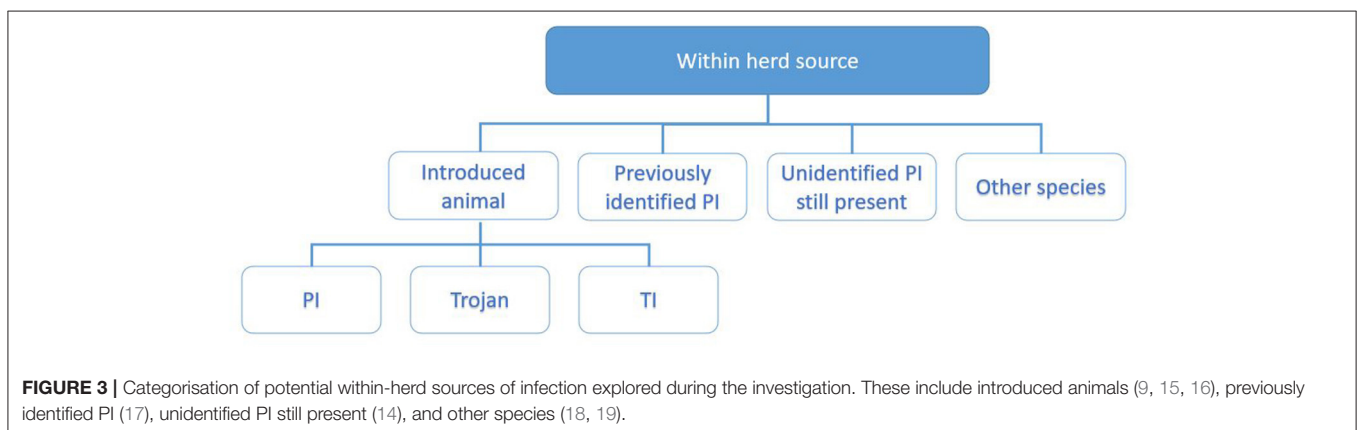 Within herd source
Introduced
animal
Previously
identified PI
Unidentified PI
still present
Other species
PI
Trojan
TI
FIGURE 3 | Categorisation of potential within-herd sources of infection explored during the investigation. These include introduced animals (9, 15, 16), previously
identified PI (17), unidentified PI still present (14), and other species (18, 19).